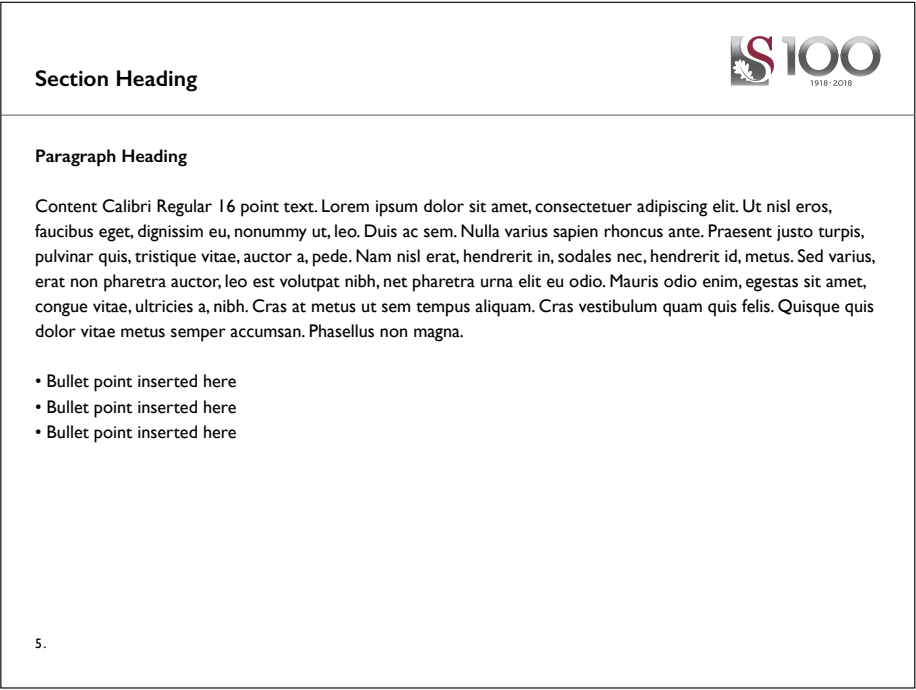 Section Heading
S 100
1918·2018
Paragraph Heading
Content Calibri Regular 16 point text. Lorem ipsum dolor sit amet, consectetuer adipiscing elit. Ut nisl eros,
faucibus eget, dignissim eu, nonummy ut, leo. Duis ac sem. Nulla varius sapien rhoncus ante. Praesent justo turpis,
pulvinar quis, tristique vitae, auctor a, pede. Nam nisl erat, hendrerit in, sodales nec, hendrerit id, metus. Sed varius,
erat non pharetra auctor, leo est volutpat nibh, net pharetra urna elit eu odio. Mauris odio enim, egestas sit amet,
congue vitae, ultricies a, nibh. Cras at metus ut sem tempus aliquam. Cras vestibulum quam quis felis. Quisque quis
dolor vitae metus semper accumsan. Phasellus non magna.
• Bullet point inserted here
• Bullet point inserted here
• Bullet point inserted here
5.